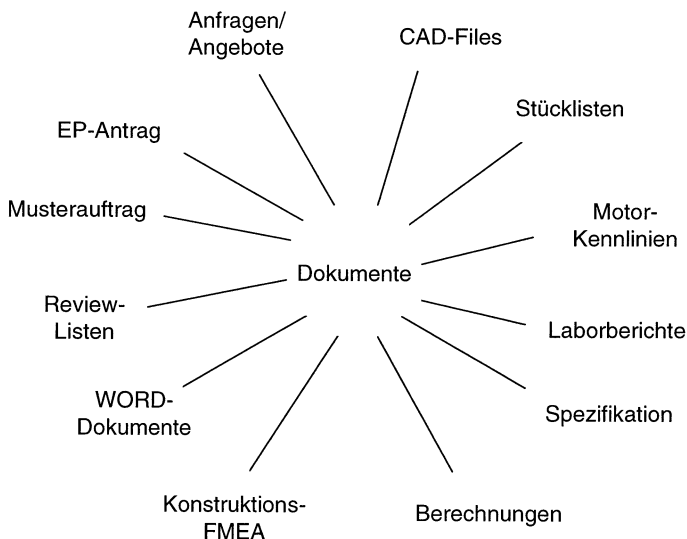 Anfragen/
Angebote
CAD-Files
Stücklisten
EP-Antrag
Musterauftrag
Motor-
Kennlinien
Dokumente
Review-
Listen
Laborberichte
WORD-
Dokumente
Spezifikation
Konstruktions-
FMEA
Berechnungen